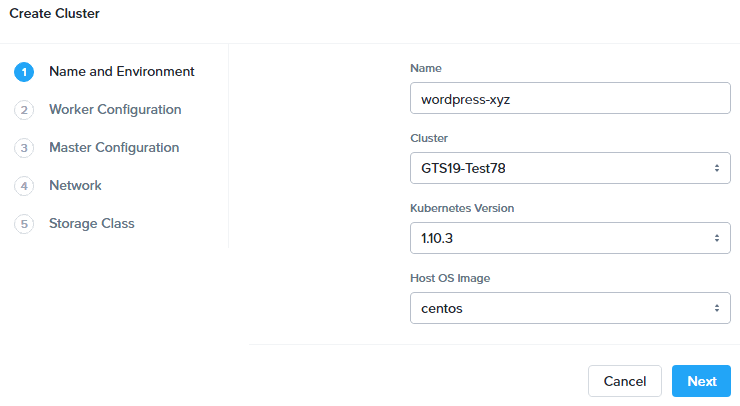 Create Cluster
1 Name and Environment
2 Worker Configuration
3 Master Configuration
4 Network
5 Storage Class
Name
wordpress-xyz
Cluster
GTS19-Test78
Kubernetes Version
1.10.3
Host OS Image
centos
Cancel Next